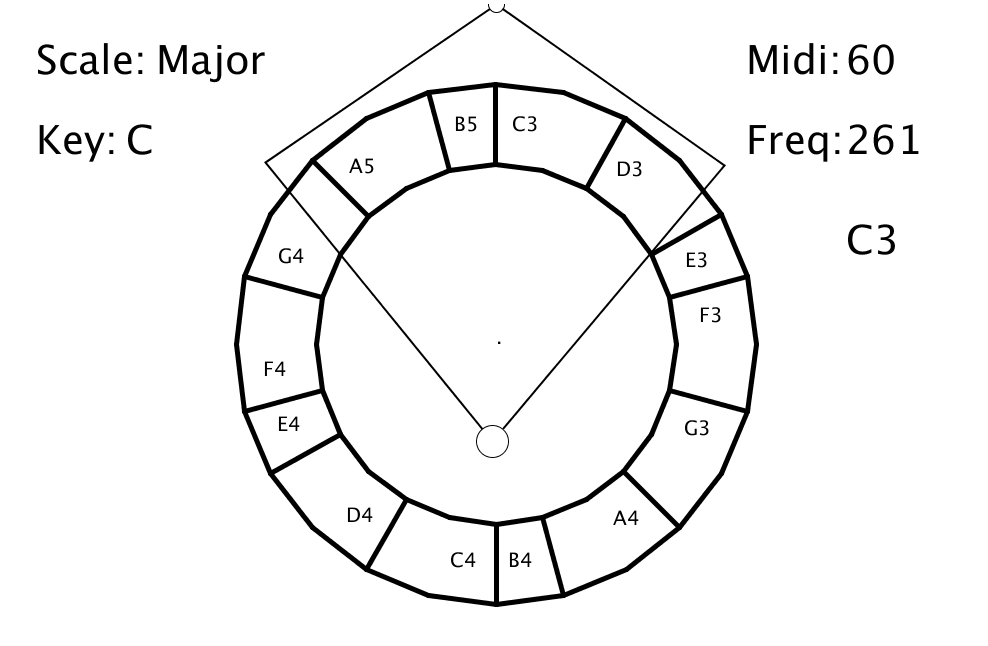 Scale: Major
Midi: 60
Key: C
Freq: 261
C3
B5
C3
A5
D3
G4
E3
F3
F4
E4
G3
D4
A4
C4
B4